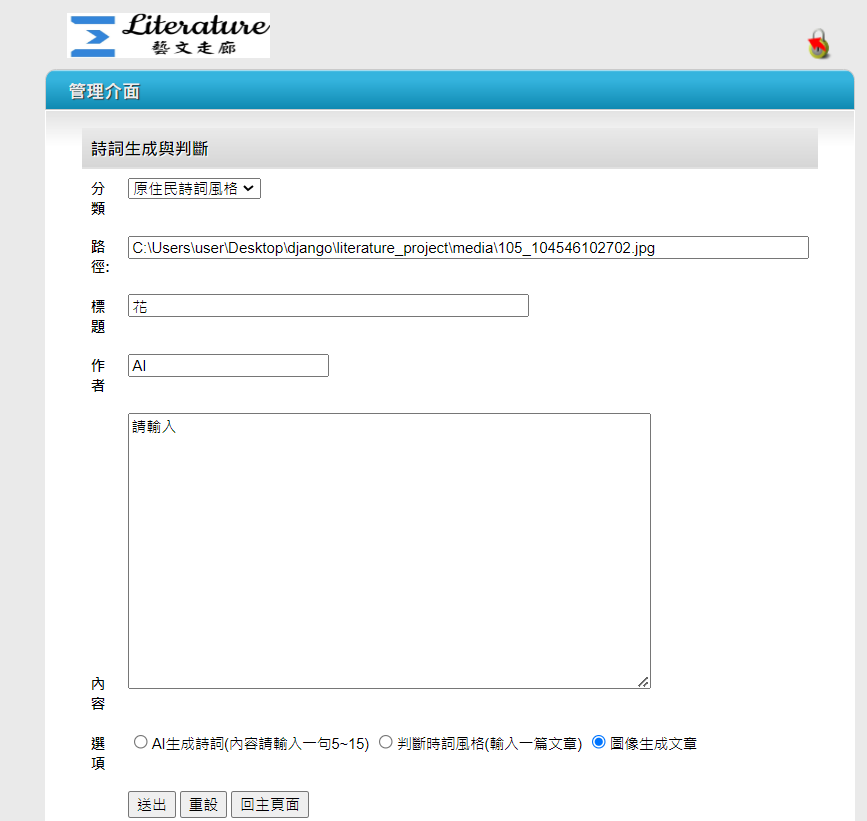 Literature
藝文走廊
管理介面
詩詞生成與判斷
分類 原住民詩詞風格
路徑: C:\Users\user\Desktop\django\literature_project\media\105_104546102702.jpg
標題 花
作者 AI
請輸入
內容
選項 AI生成詩詞(內容請輸入一句5~15) 判斷時詞風格(輸入一篇文章) 圖像生成文章
送出 重設 回主頁面